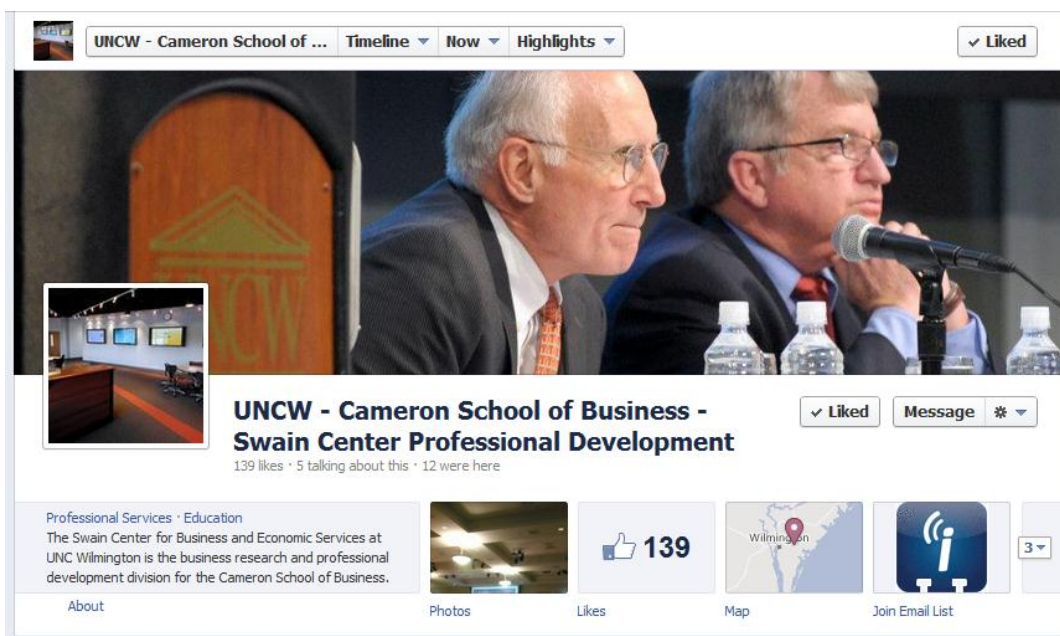 UNCW - Cameron School of ... Timeline Now Highlights Liked
UNCW
UNCW - Cameron School of Business -
Swain Center Professional Development
Liked Message
139 likes · 5 talking about this · 12 were here
Professional Services · Education
The Swain Center for Business and Economic Services at
UNC Wilmington is the business research and professional
development division for the Cameron School of Business.
About
Photos
139
Likes
Wilmington
Map
Join Email List
3